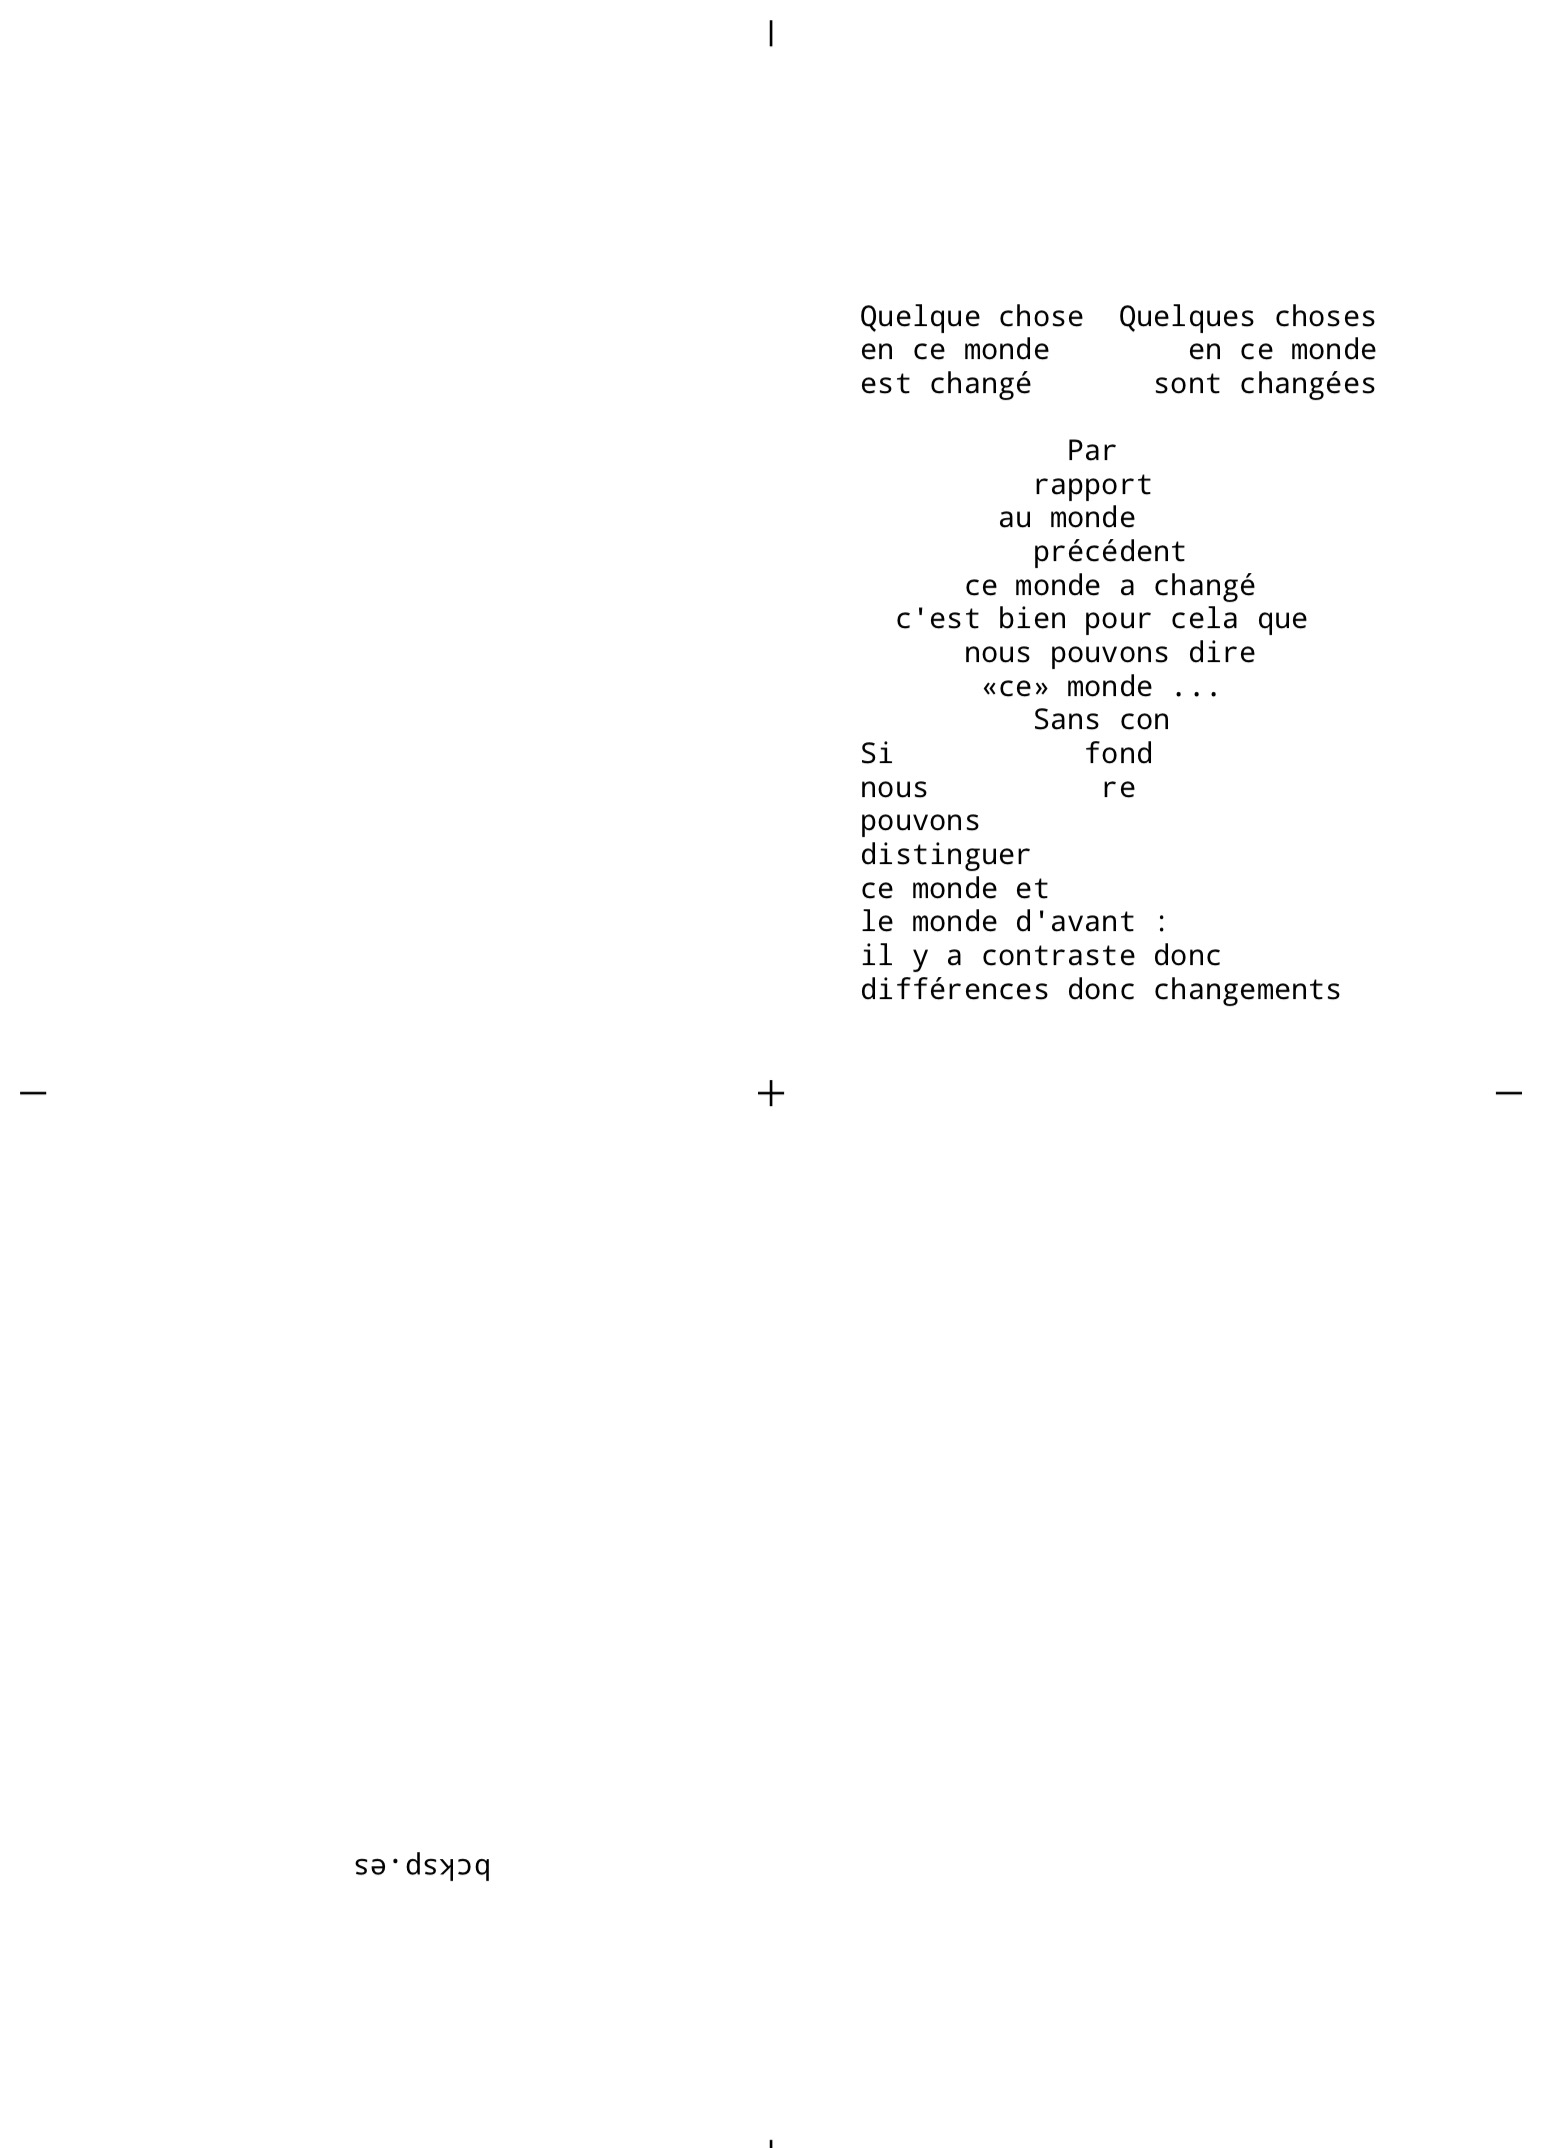 Quelque chose  Quelques choses
en ce monde        en ce monde
est changé       sont changées

            Par
          rapport
        au monde
          précédent
      ce monde a changé
  c'est bien pour cela que
      nous pouvons dire
       «ce» monde ...
          Sans con
Si           fond
nous          re
pouvons
distinguer
ce monde et
le monde d'avant :
il y a contraste donc
différences donc changements
bcksp.es